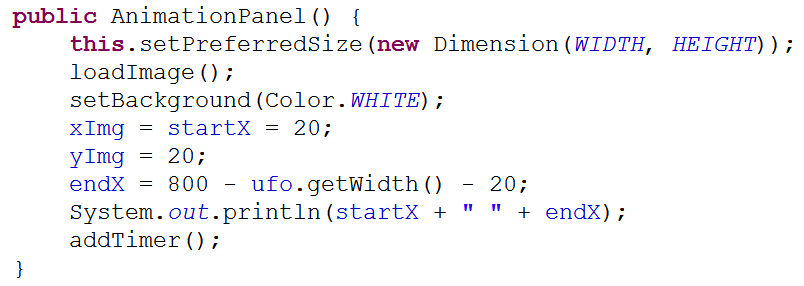 public AnimationPanel() {
    this.setPreferredSize(new Dimension(WIDTH, HEIGHT));
    loadImage();
    setBackground(Color.WHITE);
    xImg = startX = 20;
    yImg = 20;
    endX = 800 - ufo.getWidth() - 20;
    System.out.println(startX + " " + endX);
    addTimer();
}